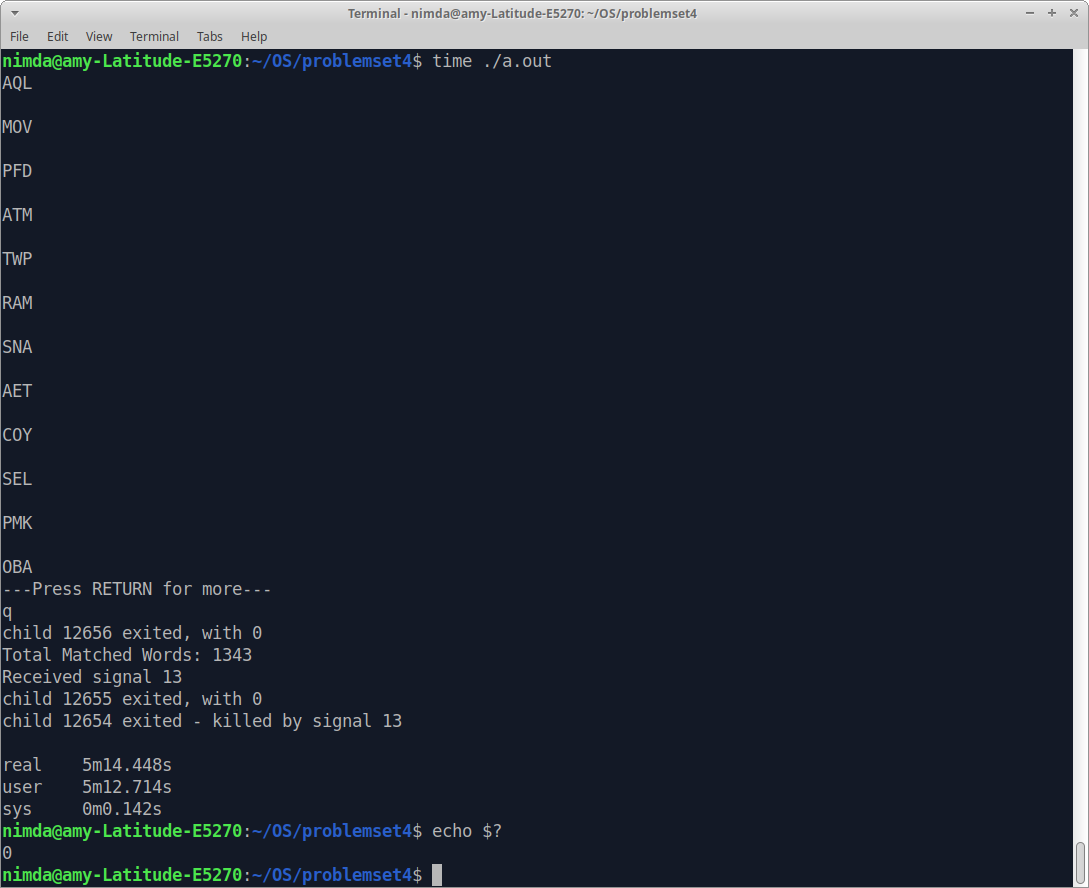 Terminal - nimda@amy-Latitude-E5270: ~/OS/problemset4
File Edit View Terminal Tabs Help
nimda@amy-Latitude-E5270:~/OS/problemset4$ time ./a.out
AQL
MOV
PFD
ATM
TWP
RAM
SNA
AET
COY
SEL
PMK
OBA
---Press RETURN for more---
q
child 12656 exited, with 0
Total Matched Words: 1343
Received signal 13
child 12655 exited, with 0
child 12654 exited - killed by signal 13
real 5m14.448s
user 5m12.714s
sys 0m0.142s
nimda@amy-Latitude-E5270:~/OS/problemset4$ echo $?
0
nimda@amy-Latitude-E5270:~/OS/problemset4$